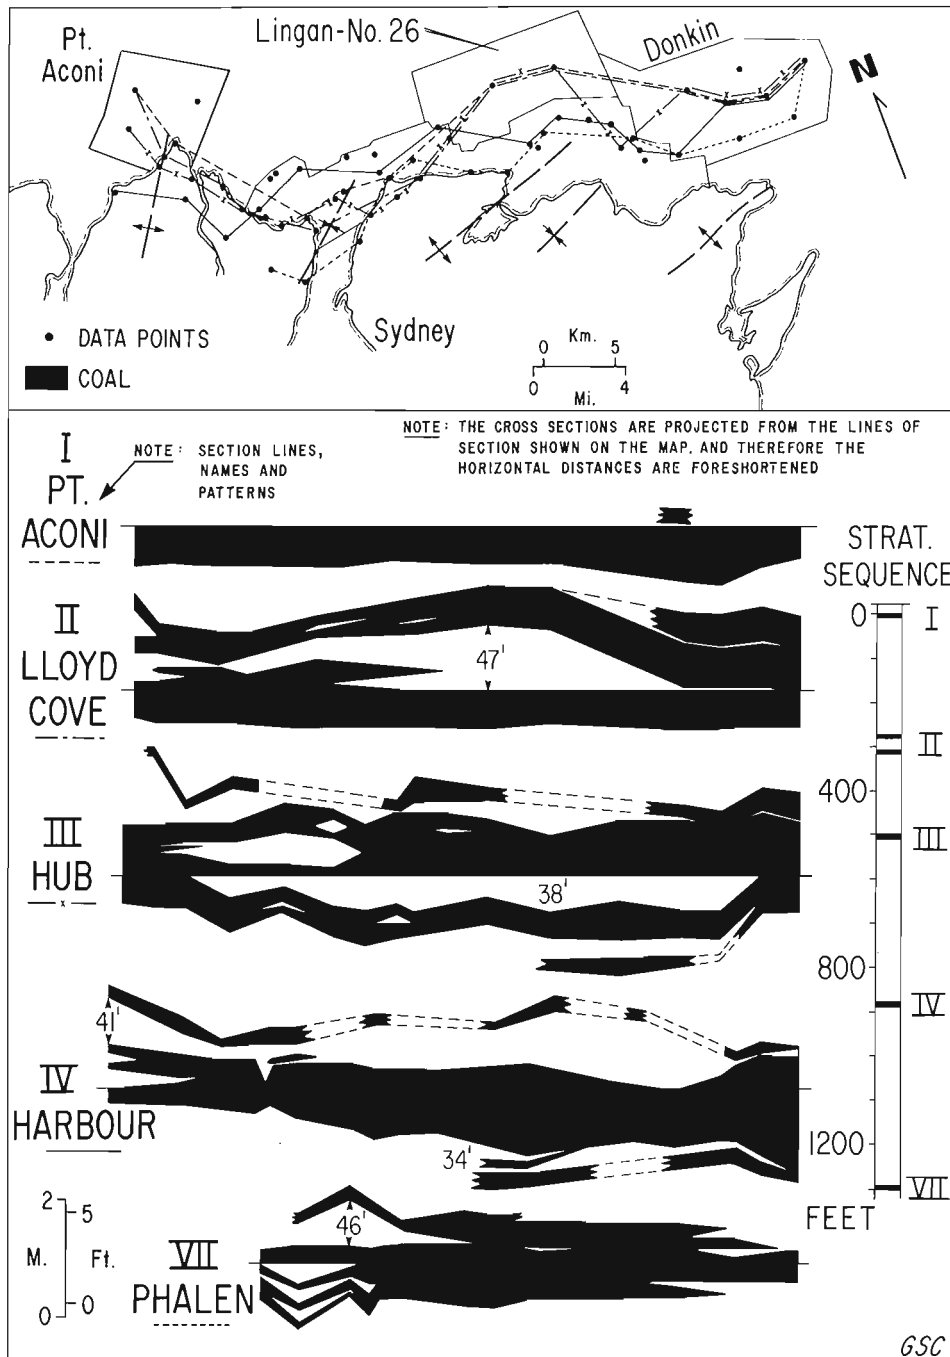 Pt.
Aconi
Lingan-No. 26
Donkin
N
Sydney
• DATA POINTS
COAL
0 Km. 5
0 4
Mi.
NOTE: SECTION LINES,
NAMES AND
PATTERNS
NOTE: THE CROSS SECTIONS ARE PROJECTED FROM THE LINES OF
SECTION SHOWN ON THE MAP, AND THEREFORE THE
HORIZONTAL DISTANCES ARE FORESHORTENED
I
PT.
ACONI
II
LLOYD
COVE
47'
III
HUB
x
38'
41'
IV
HARBOUR
34'
46'
VII
PHALEN
2
5
M. Ft.
0
0
STRAT.
SEQUENCE
0 I
II
400
III
800
IV
1200
VII
FEET
GSC